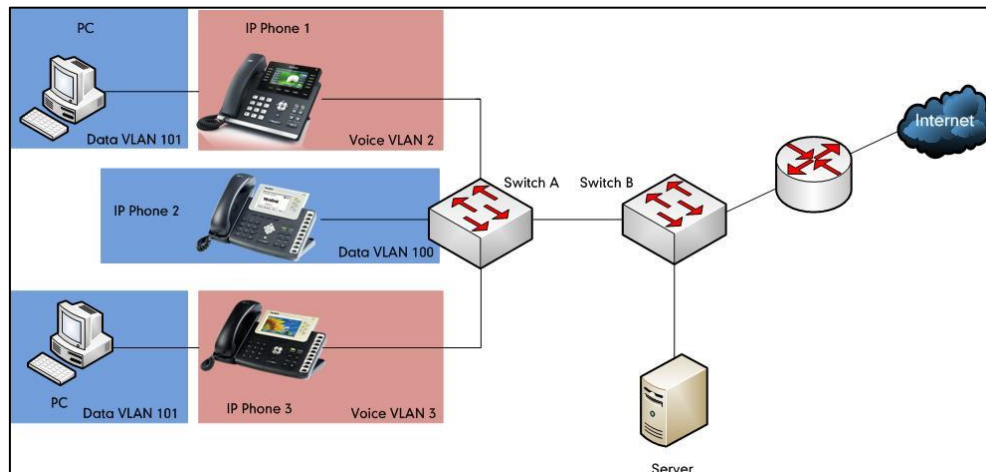 PC
IP Phone 1
Data VLAN 101
Voice VLAN 2
IP Phone 2
Data VLAN 100
Switch A
Switch B
Internet
PC
Data VLAN 101
IP Phone 3
Voice VLAN 3
Server